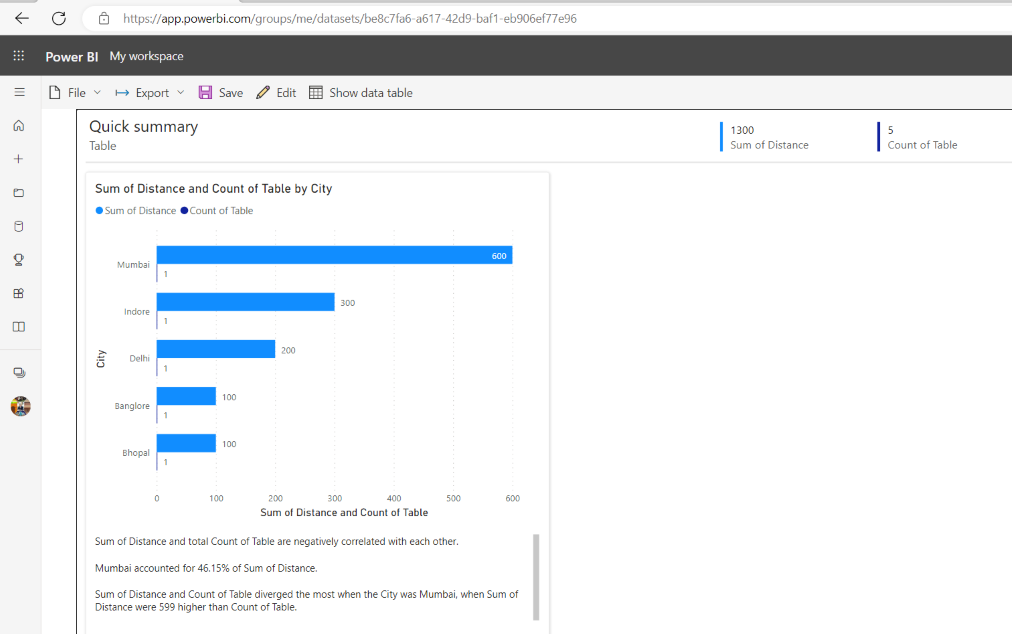 https://app.powerbi.com/groups/me/datasets/be8c7fa6-a617-42d9-baf1-eb906ef77e96
Power BI My workspace
File Export Save Edit Show data table
Quick summary
Table
1300
Sum of Distance
5
Count of Table
Sum of Distance and Count of Table by City
Sum of Distance Count of Table
City
Mumbai 600
1
Indore 300
1
Delhi 200
1
Banglore 100
1
Bhopal 100
1
0 100 200 300 400 500 600
Sum of Distance and Count of Table
Sum of Distance and total Count of Table are negatively correlated with each other.
Mumbai accounted for 46.15% of Sum of Distance.
Sum of Distance and Count of Table diverged the most when the City was Mumbai, when Sum of
Distance were 599 higher than Count of Table.